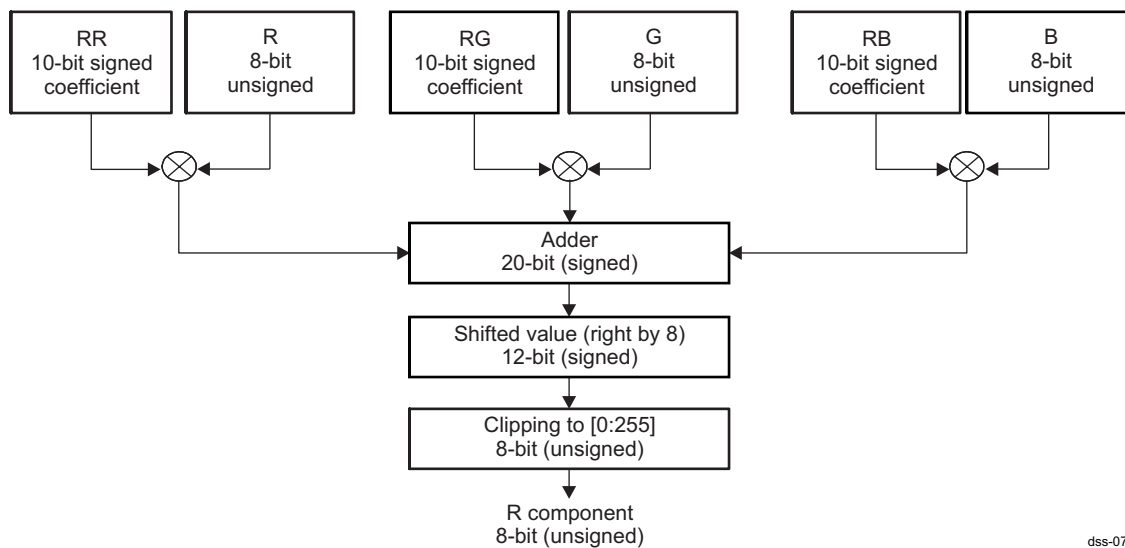 RR
10-bit signed
coefficient
R
8-bit
unsigned
RG
10-bit signed
coefficient
G
8-bit
unsigned
RB
10-bit signed
coefficient
B
8-bit
unsigned
Adder
20-bit (signed)
Shifted value (right by 8)
12-bit (signed)
Clipping to [0:255]
8-bit (unsigned)
R component
8-bit (unsigned)
dss-07